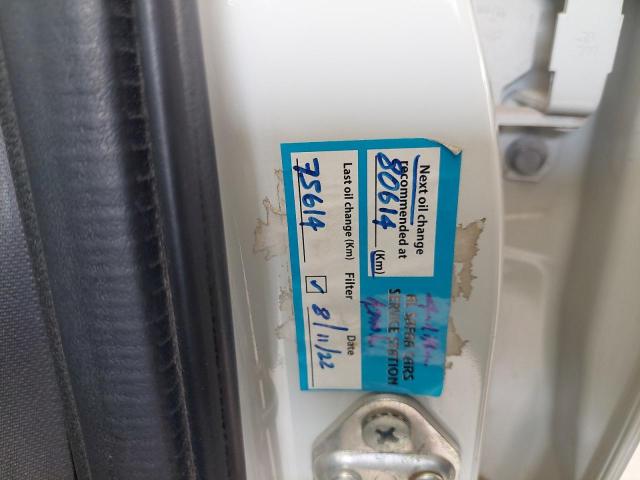 Next oil change
recommended at
80614 (Km)
SERVICE STATION
Last oil change (Km) Filter Date
75614 ✓ 8/11/22